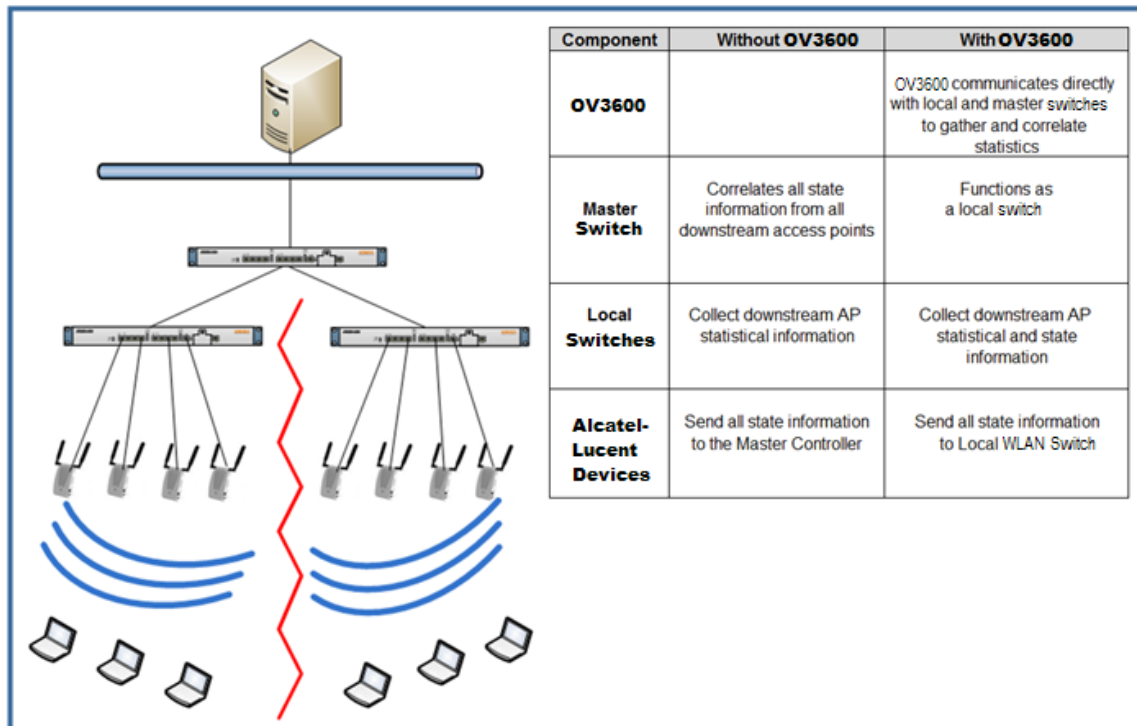 Component
Without OV3600
With OV3600
OV3600
OV3600 communicates directly
with local and master switches
to gather and correlate
statistics
Master
Switch
Correlates all state
information from all
downstream access points
Functions as
a local switch
Local
Switches
Collect downstream AP
statistical information
Collect downstream AP
statistical and state
information
Alcatel-
Lucent
Devices
Send all state information
to the Master Controller
Send all state information
to Local WLAN Switch